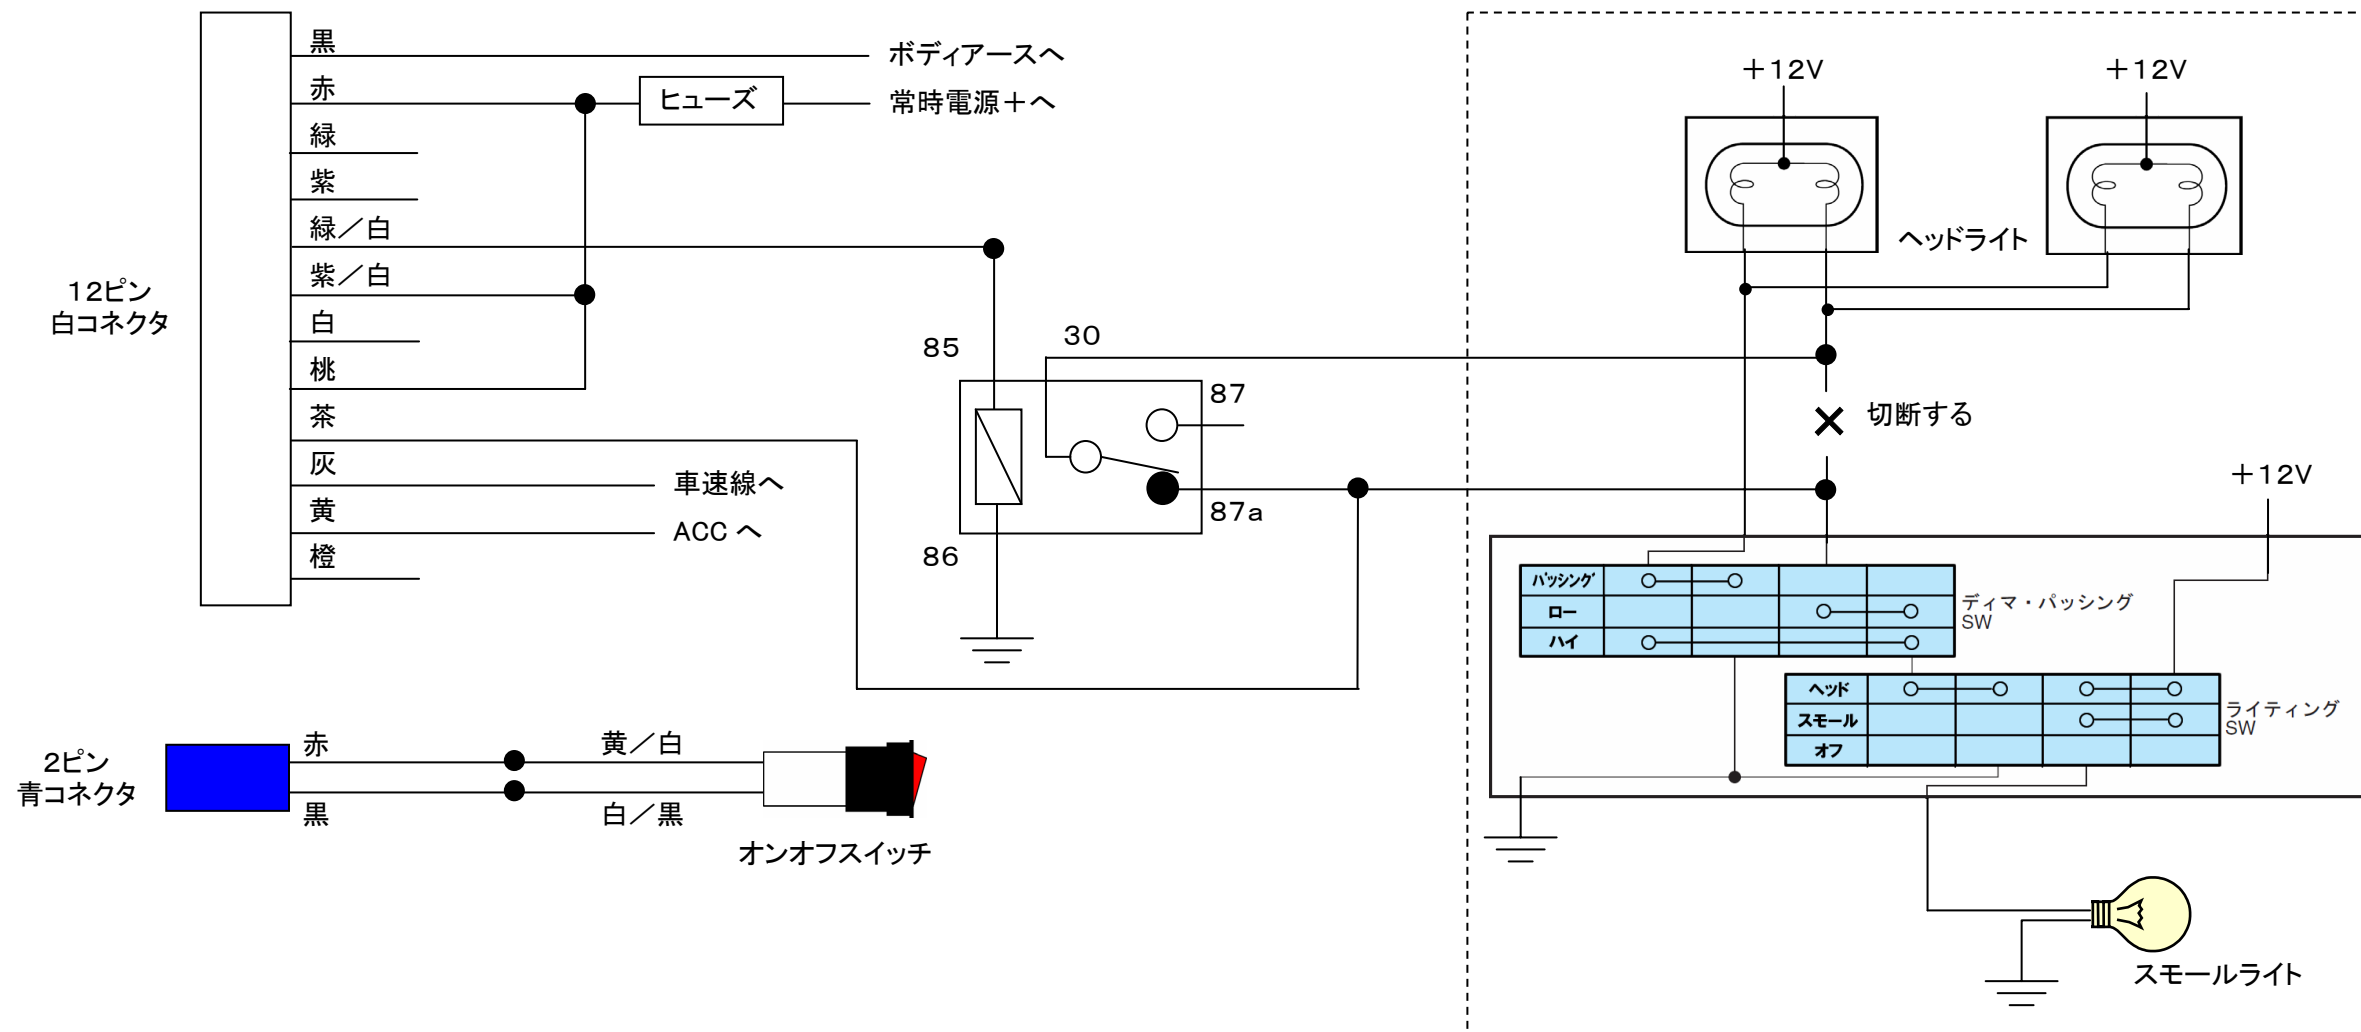 黒
ボディアースへ
赤
ヒューズ
常時電源＋へ
緑
紫
緑／白
紫／白
12ピン
白コネクタ
白
桃
茶
灰
車速線へ
黄
ACC へ
橙
85
30
87
87a
86
＋12V
＋12V
ヘッドライト
切断する
＋12V
パッシング
ロー
ハイ
ディマ・パッシング
SW
ヘッド
スモール
オフ
ライティング
SW
スモールライト
2ピン
青コネクタ
赤
黄／白
黒
白／黒
オンオフスイッチ